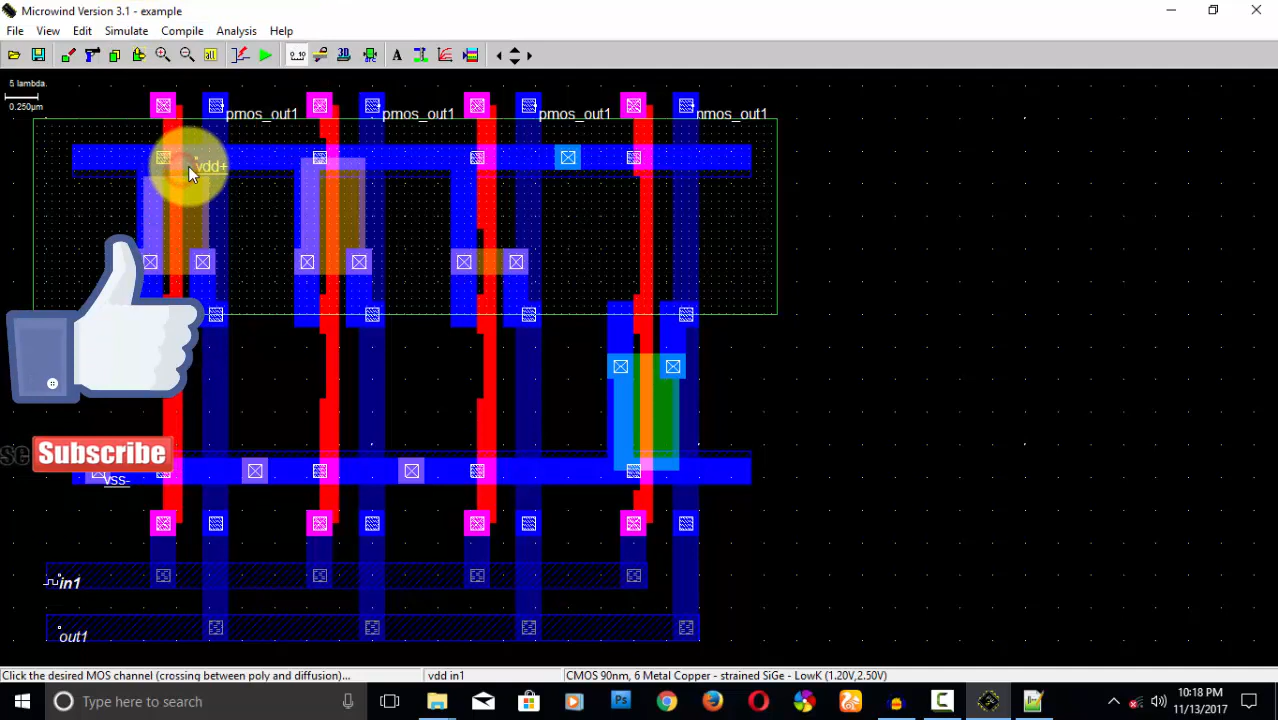 Microwind Version 3.1 - example
File View Edit Simulate Compile Analysis Help
5 lambda
0.250µm
pmos_out1 pmos_out1 pmos_out1 nmos_out1
vdd+
se Subscribe
vss-
in1
out1
Click the desired MOS channel (crossing between poly and diffusion)... vdd in1 CMOS 90nm, 6 Metal Copper - strained SiGe - LowK (1.20V,2.50V)
Type here to search
10:18 PM
11/13/2017